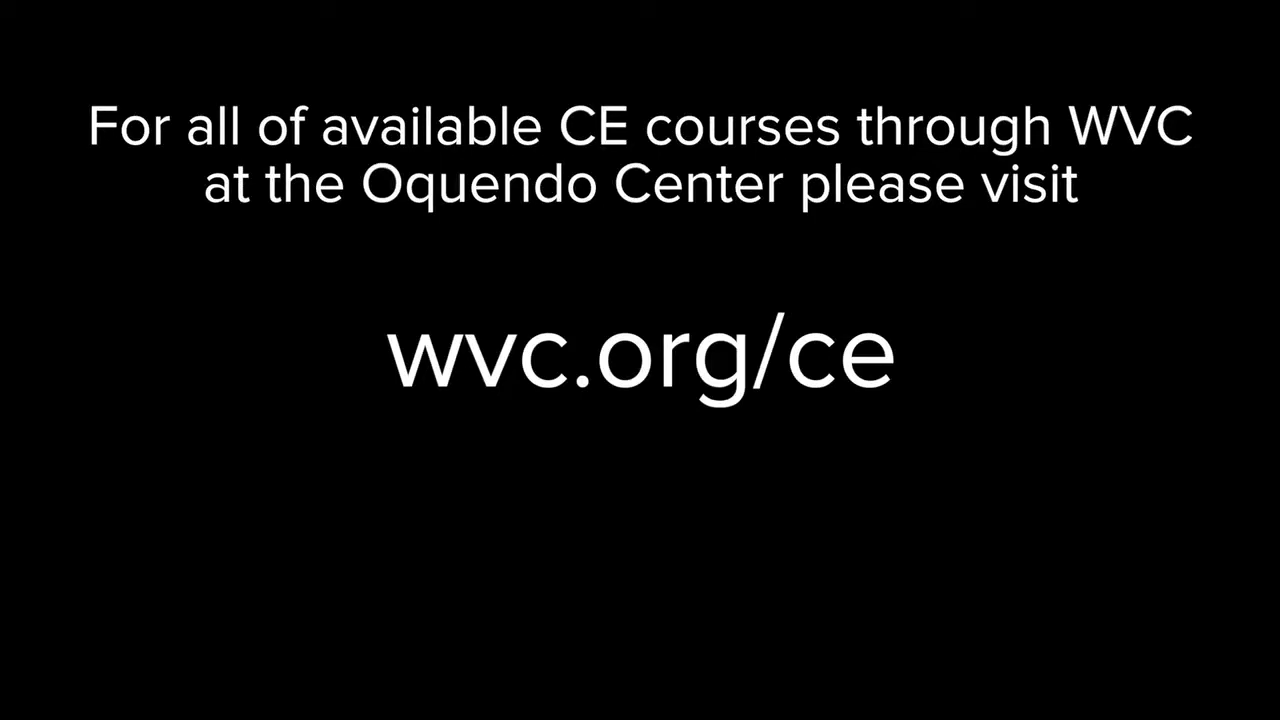 For all of available CE courses through WVC
at the Oquendo Center please visit
wvc.org/ce